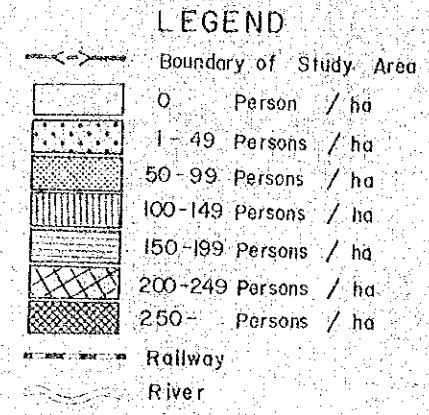 LEGEND
Boundary of Study Area
0 Person / ha
1-49 Persons / ha
50-99 Persons / ha
100-149 Persons / ha
150-199 Persons / ha
200-249 Persons / ha
250- Persons / ha
Railway
River